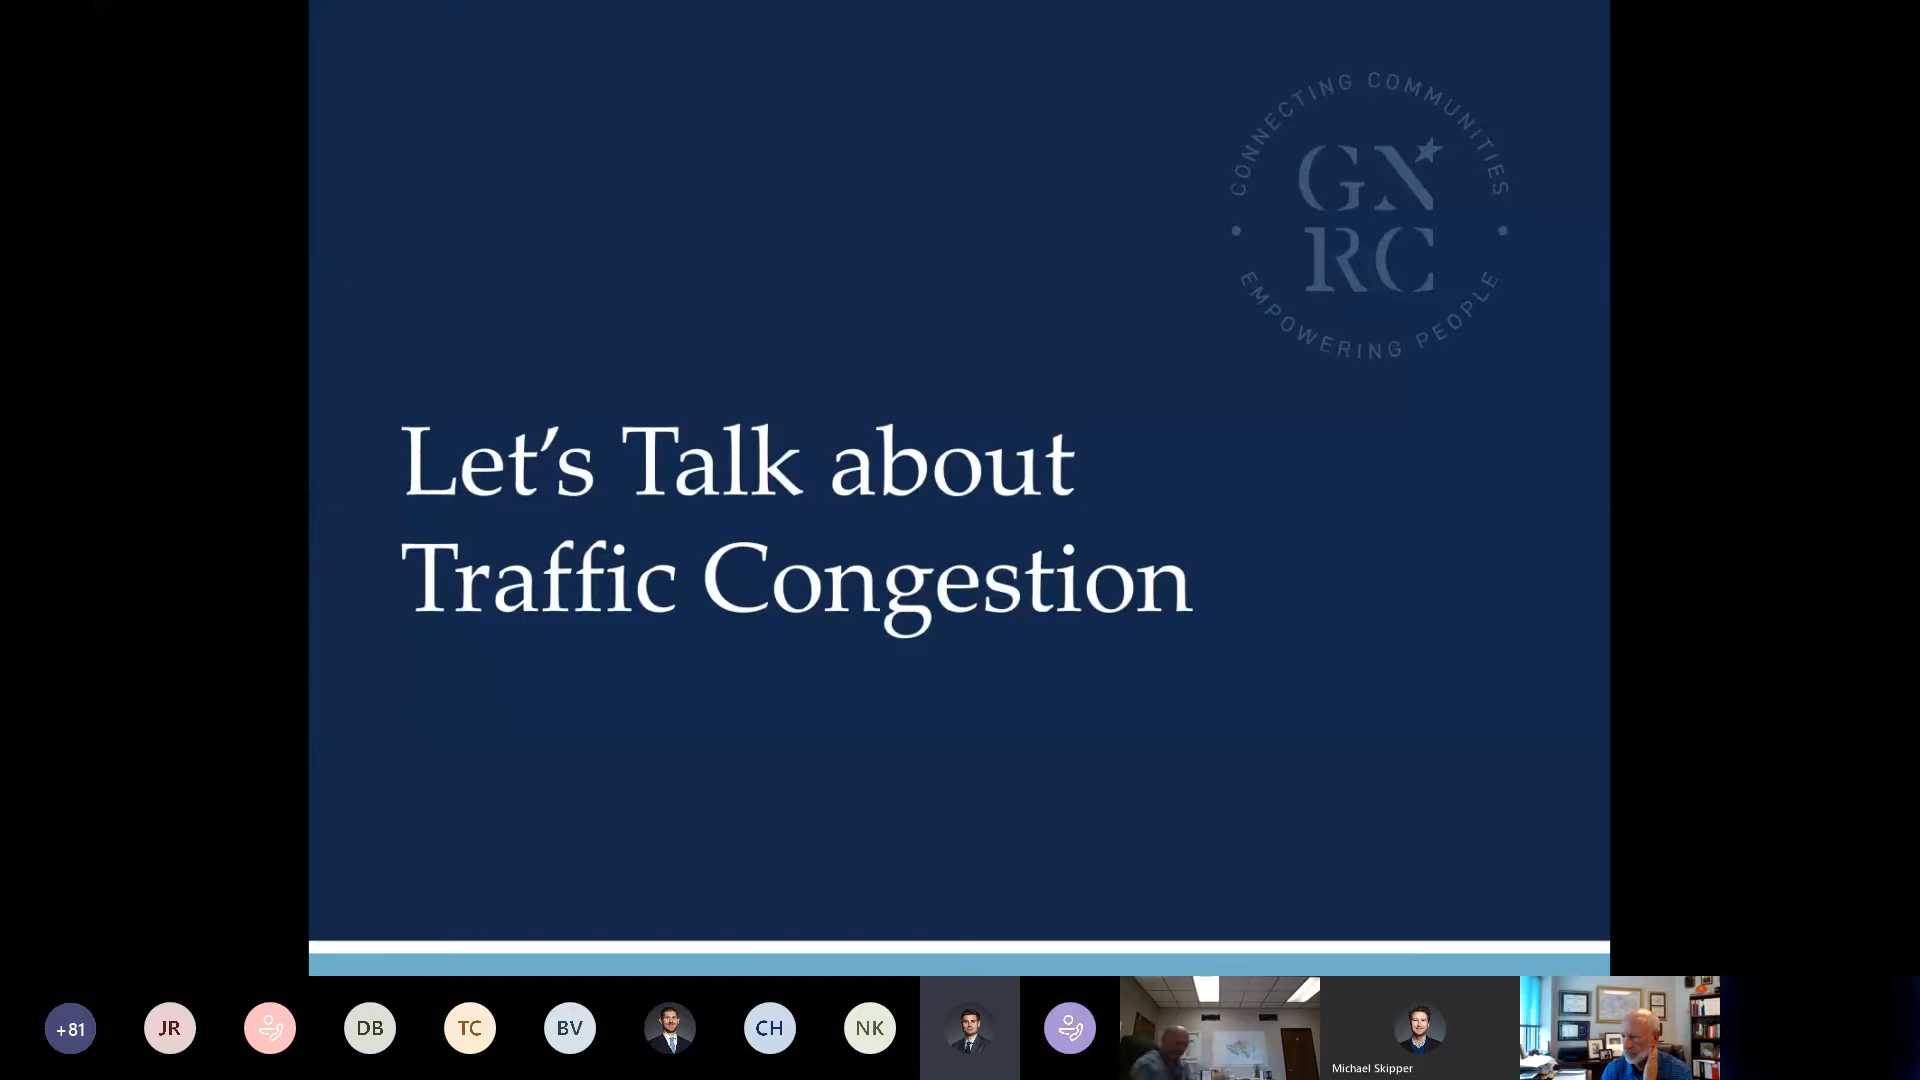 CONNECTING COMMUNITIES
GN
RC
EMPOWERING PEOPLE
Let’s Talk about
Traffic Congestion
+81
JR
DB
TC
BV
CH
NK
Michael Skipper